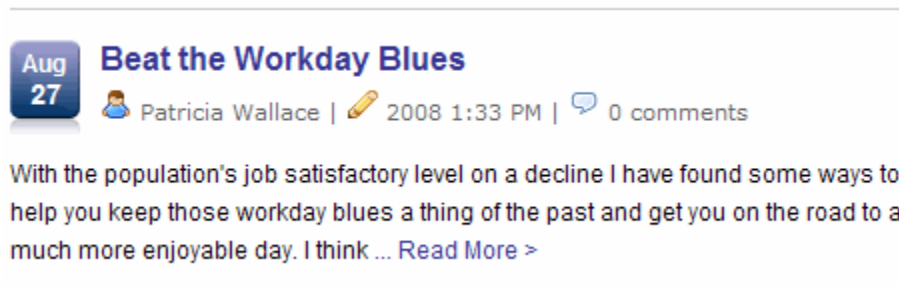 Aug
27
Beat the Workday Blues
Patricia Wallace | 2008 1:33 PM | 0 comments
With the population's job satisfactory level on a decline I have found some ways to
help you keep those workday blues a thing of the past and get you on the road to a
much more enjoyable day. I think ... Read More >